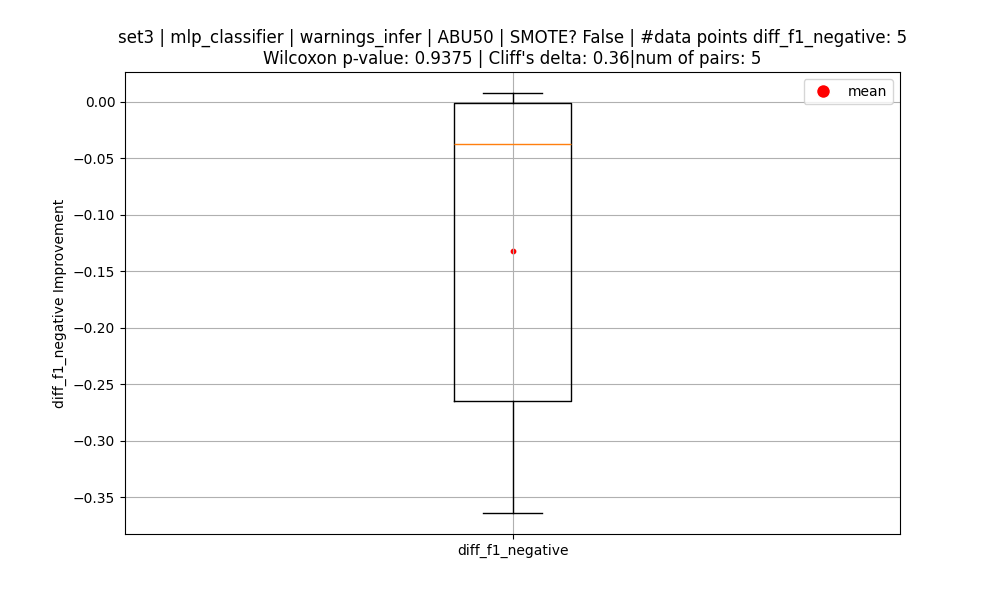 set3 | mlp_classifier | warnings_infer | ABU50 | SMOTE? False | #data points diff_f1_negative: 5
Wilcoxon p-value: 0.9375 | Cliff's delta: 0.36|num of pairs: 5
mean
0.00
−0.05
−0.10
−0.15
−0.20
−0.25
−0.30
−0.35
diff_f1_negative Improvement
diff_f1_negative